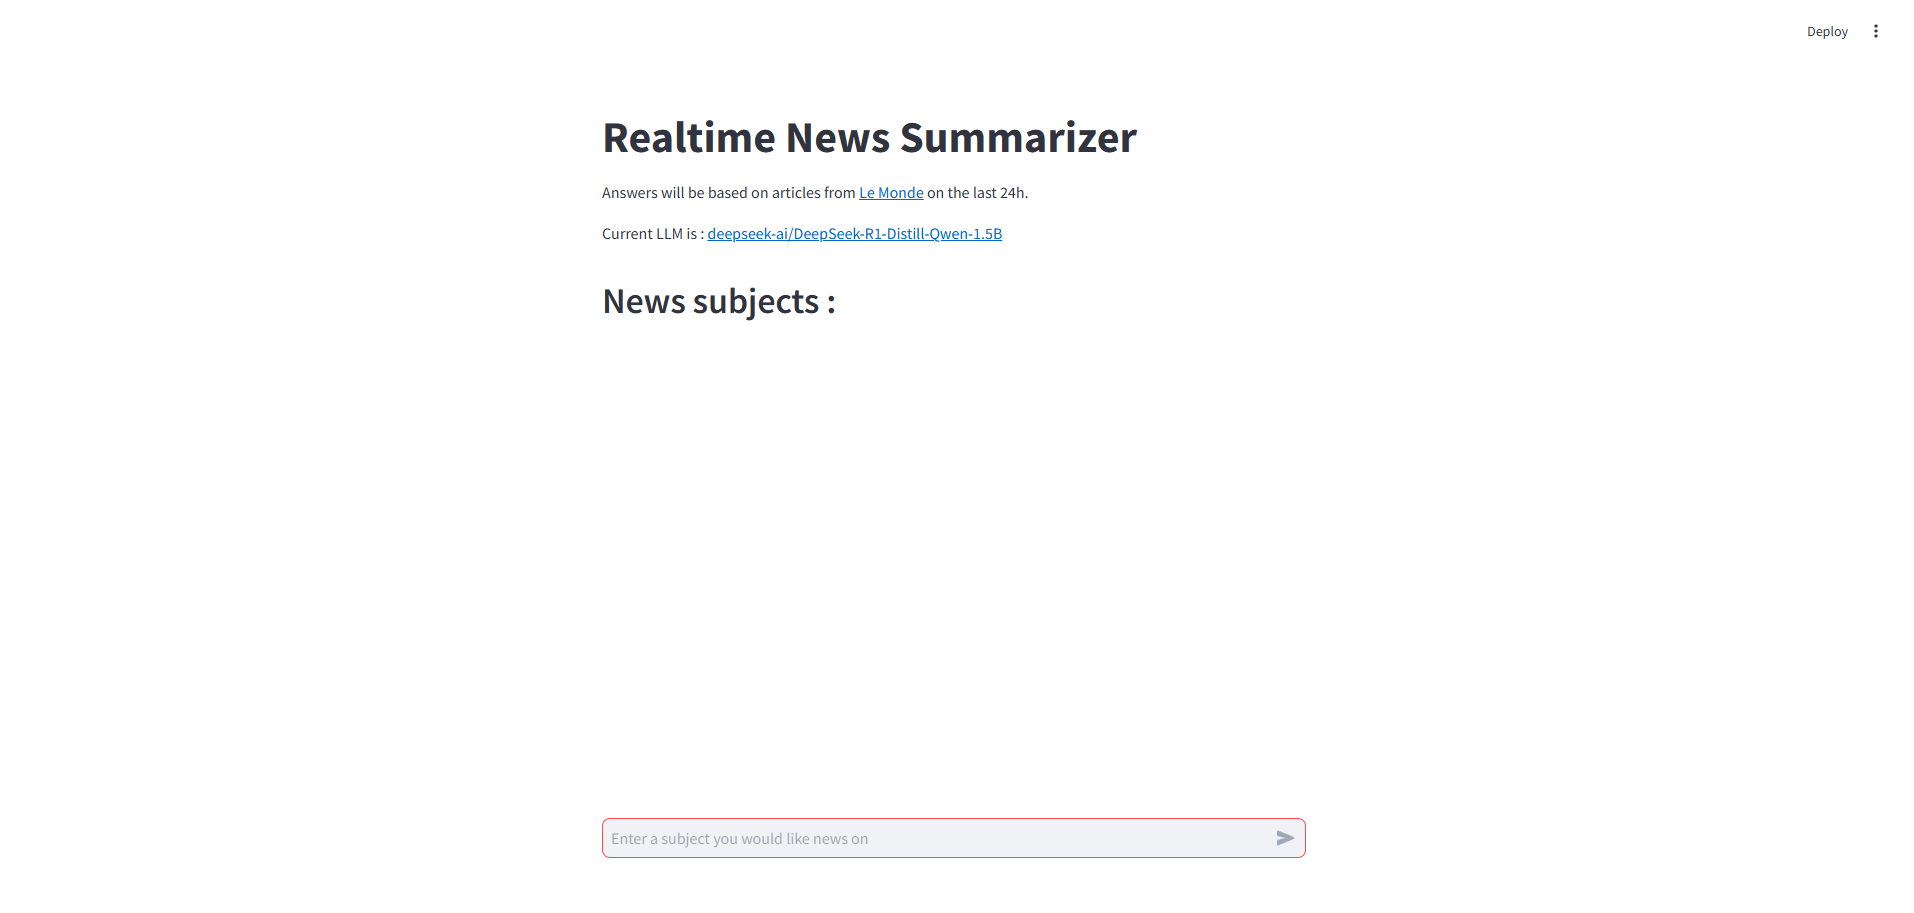 Deploy
Realtime News Summarizer
Answers will be based on articles from Le Monde on the last 24h.
Current LLM is : deepseek-ai/DeepSeek-R1-Distill-Qwen-1.5B
News subjects :
Enter a subject you would like news on